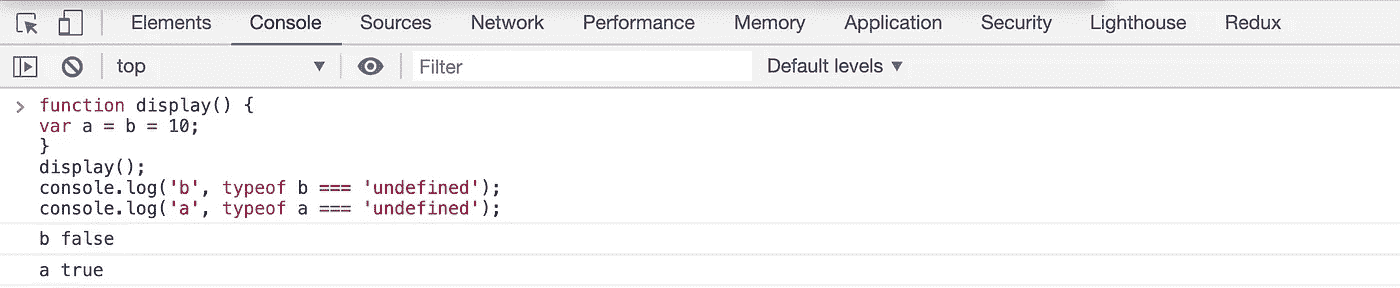 Elements Console Sources Network Performance Memory Application Security Lighthouse Redux
top Filter Default levels
function display() {
var a = b = 10;
}
display();
console.log('b', typeof b === 'undefined');
console.log('a', typeof a === 'undefined');
b false
a true